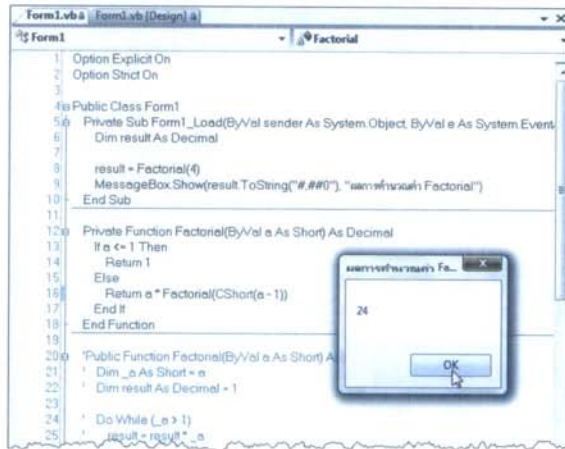 Form1.vb Form1.vb [Design]
Form1 Factorial
1 Option Explicit On
2 Option Strict On
3
4 Public Class Form1
5 Private Sub Form1_Load(ByVal sender As System.Object, ByVal e As System.Event
6 Dim result As Decimal
7
8 result = Factorial(4)
9 MessageBox.Show(result.ToString("#,##0"), "ผลการคำนวณค่า Factorial")
10 End Sub
11
12 Private Function Factorial(ByVal a As Short) As Decimal
13 If a <= 1 Then
14 Return 1
15 Else
16 Return a * Factorial(CShort(a - 1))
17 End If
18 End Function
19
20 'Public Function Factorial(ByVal a As Short) A
21 ' Dim _a As Short = a
22 ' Dim result As Decimal = 1
23
24 ' Do While (_a > 1)
25 ' result = result * _a
ผลการคำนวณค่า Fa...
24
OK